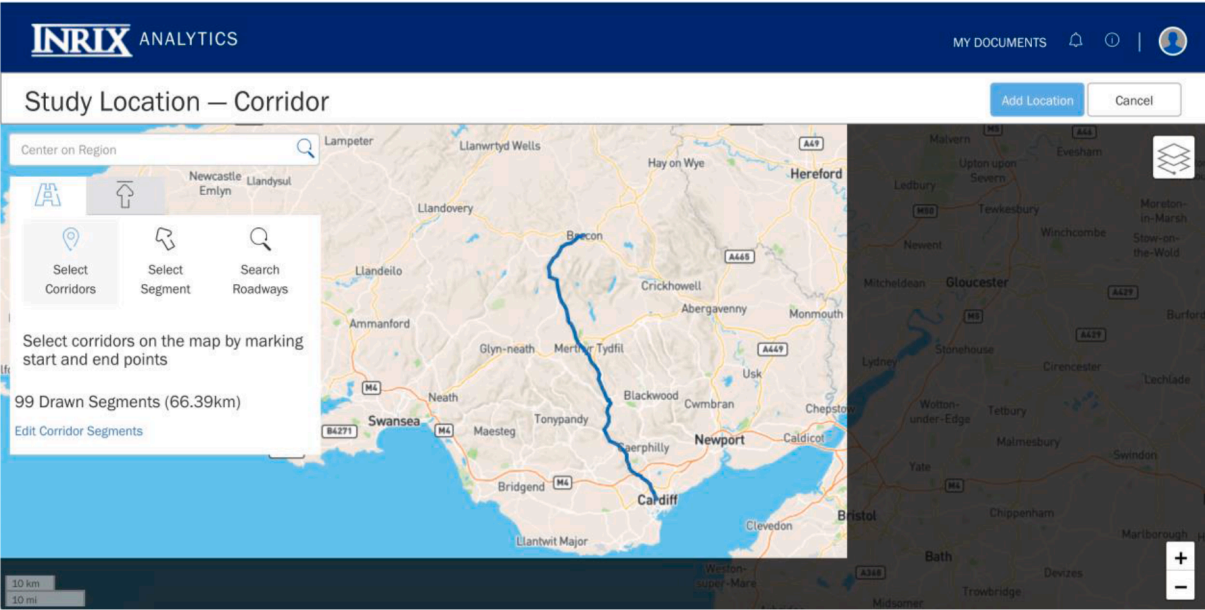 INRIX ANALYTICS
MY DOCUMENTS
Study Location — Corridor
Add Location
Cancel
Center on Region
Select
Corridors
Select
Segment
Search
Roadways
Select corridors on the map by marking
start and end points
99 Drawn Segments (66.39km)
Edit Corridor Segments
Lampeter
Llanwrtyd Wells
A49
Hay on Wye
Hereford
Newcastle
Emlyn
Llandysul
Llandovery
Brecon
A465
Llandeilo
Crickhowell
Abergavenny
Monmouth
Ammanford
Glyn-neath
Merthyr Tydfil
A449
Usk
M4
Neath
Blackwood
Cwmbran
Chepstow
Swansea
B4271
M4
Maesteg
Tonypandy
Newport
Caldicot
Caerphilly
Bridgend
M4
Cardiff
Clevedon
Bristol
Llantwit Major
Malvern
M5
A46
Evesham
Upton upon
Severn
Ledbury
M50
Tewkesbury
Moreton-
in-Marsh
Winchcombe
Stow-on-
the-Wold
Newent
Mitcheldean
Gloucester
A429
M5
Burford
Stonehouse
A429
Lydney
Cirencester
Lechlade
Wotton-
under-Edge
Tetbury
Malmesbury
Swindon
Yate
M4
Chippenham
Marlborough
Bath
Weston-
super-Mare
A368
Devizes
Trowbridge
Midsomer
10 km
10 mi
+
−